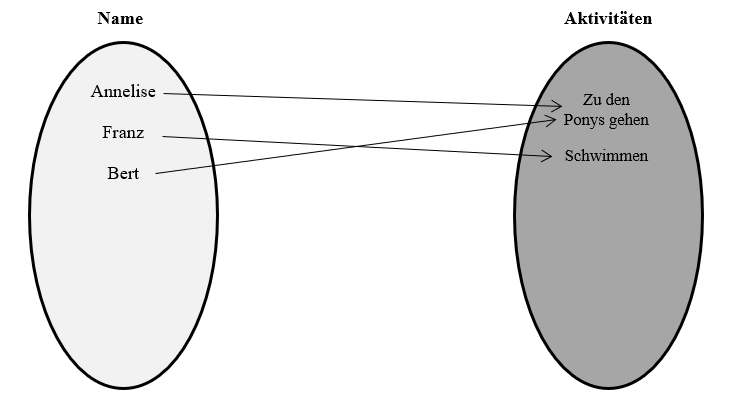 Name
Aktivitäten
Annelise
Franz
Bert
Zu den
Ponys gehen
Schwimmen